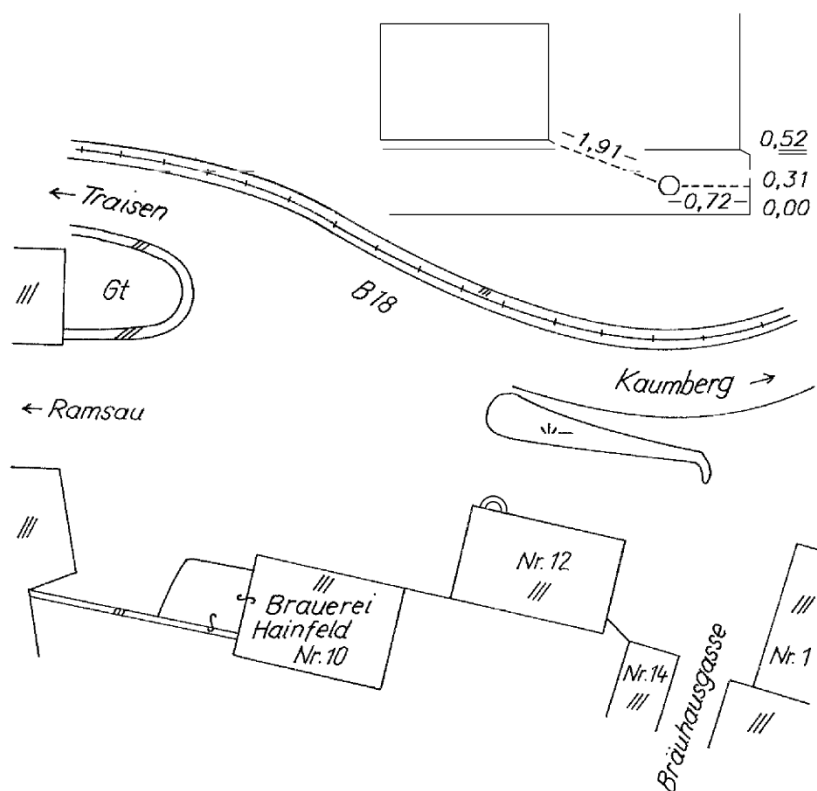 -1,91-
0,52
0,31
-0,72-
0,00
← Traisen
Gt
B 18
Kaumberg →
← Ramsau
Nr. 12
Brauerei
Hainfeld
Nr. 10
Nr. 14
Nr. 1
Bräuhausgasse